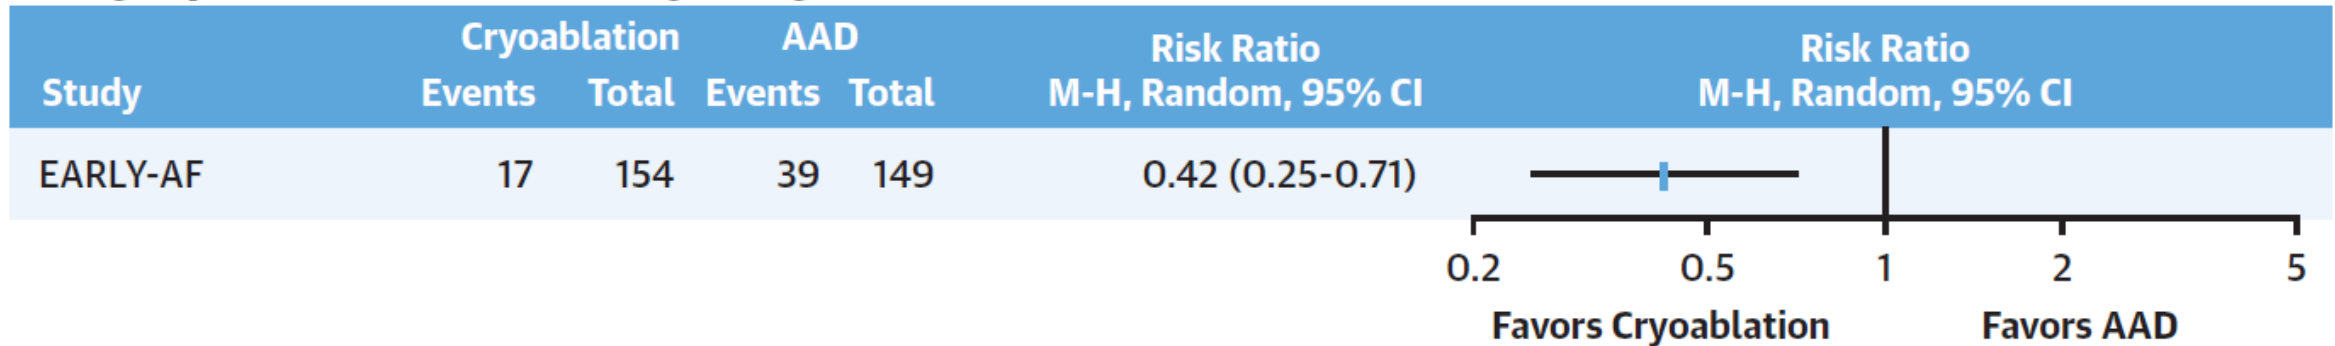 Cryoablation AAD Risk Ratio Risk Ratio
Study Events Total Events Total M-H, Random, 95% CI M-H, Random, 95% CI
EARLY-AF 17 154 39 149 0.42 (0.25-0.71)
0.2 0.5 1 2 5
Favors Cryoablation Favors AAD